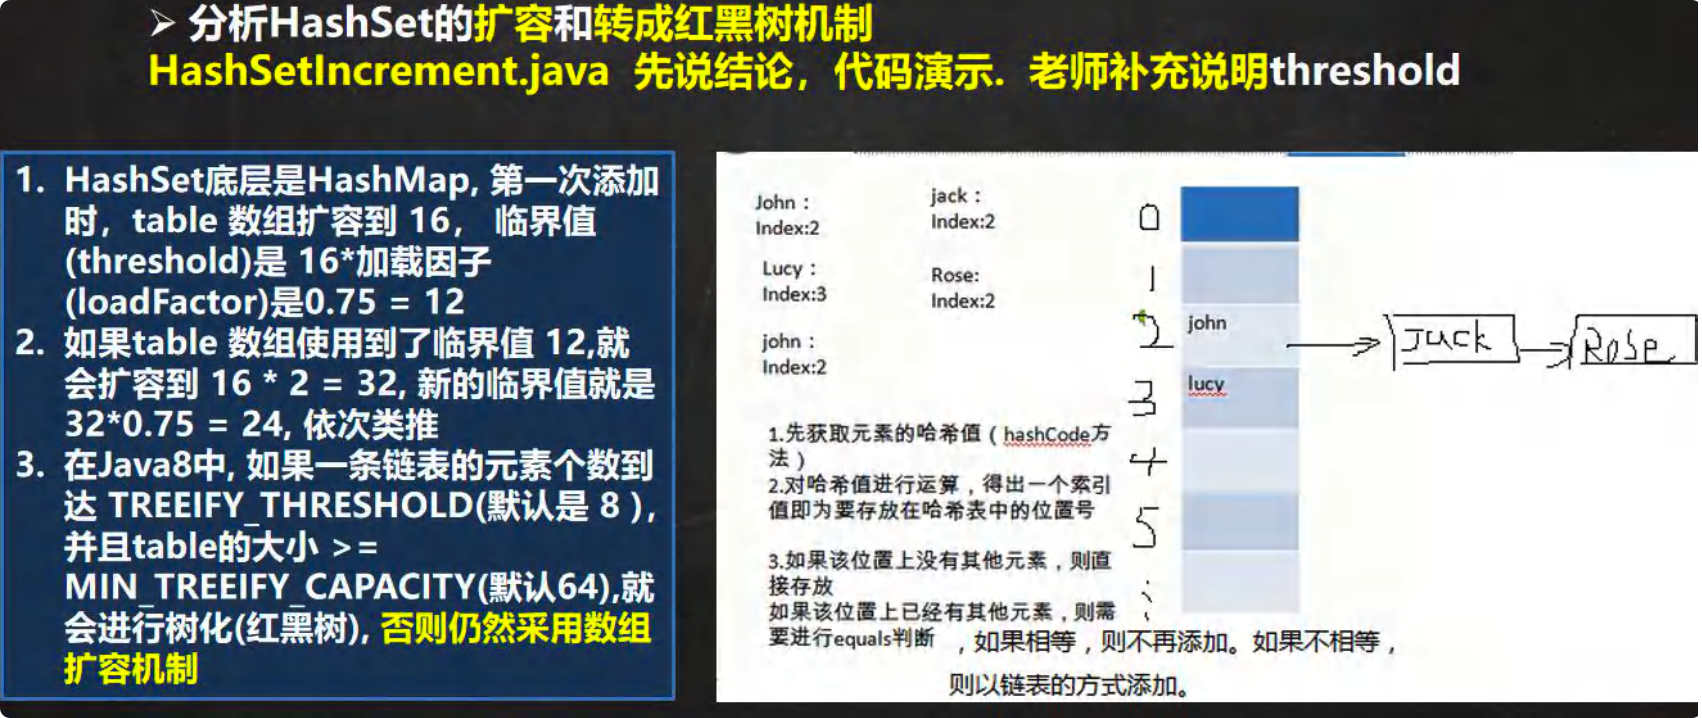 ➢ 分析HashSet的扩容和转成红黑树机制
HashSetIncrement.java 先说结论，代码演示. 老师补充说明threshold
1. HashSet底层是HashMap, 第一次添加
时，table 数组扩容到 16， 临界值
(threshold)是 16*加载因子
(loadFactor)是0.75 = 12
2. 如果table 数组使用到了临界值 12,就
会扩容到 16 * 2 = 32, 新的临界值就是
32*0.75 = 24, 依次类推
3. 在Java8中, 如果一条链表的元素个数到
达 TREEIFY_THRESHOLD(默认是 8 ),
并且table的大小 >=
MIN_TREEIFY_CAPACITY(默认64),就
会进行树化(红黑树), 否则仍然采用数组
扩容机制
John：
Index:2
jack：
Index:2
Lucy：
Index:3
Rose:
Index:2
john：
Index:2
1.先获取元素的哈希值（hashCode方
法）
2.对哈希值进行运算，得出一个索引
值即为要存放在哈希表中的位置号
3.如果该位置上没有其他元素，则直
接存放
如果该位置上已经有其他元素，则需
要进行equals判断 ，如果相等，则不再添加。如果不相等，
则以链表的方式添加。
0
1
2 john Jack Rose
3 lucy
4
5